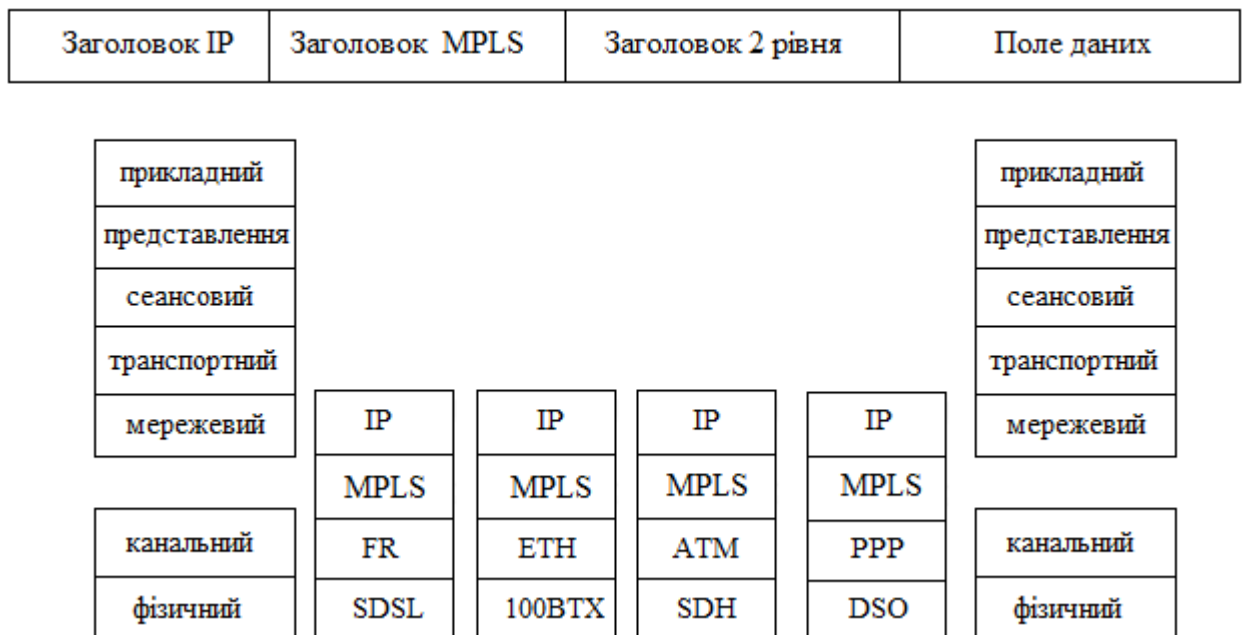 Заголовок IP Заголовок MPLS Заголовок 2 рівня Поле даних
прикладний прикладний
представлення представлення
сеансовий сеансовий
транспортний транспортний
мережевий IP IP IP IP мережевий
MPLS MPLS MPLS MPLS
канальний FR ETH ATM PPP канальний
фізичний SDSL 100BTX SDH DSO фізичний